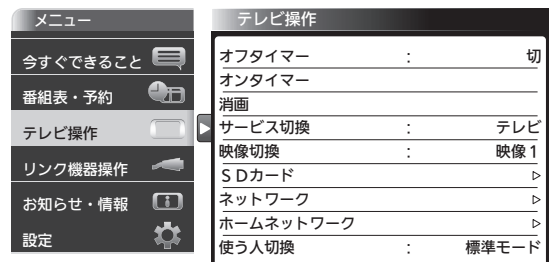 メニュー
今すぐできること
番組表・予約
テレビ操作
リンク機器操作
お知らせ・情報
設定
テレビ操作
オフタイマー : 切
オンタイマー
消画
サービス切換 : テレビ
映像切換 : 映像1
SDカード ▷
ネットワーク ▷
ホームネットワーク ▷
使う人切換 : 標準モード